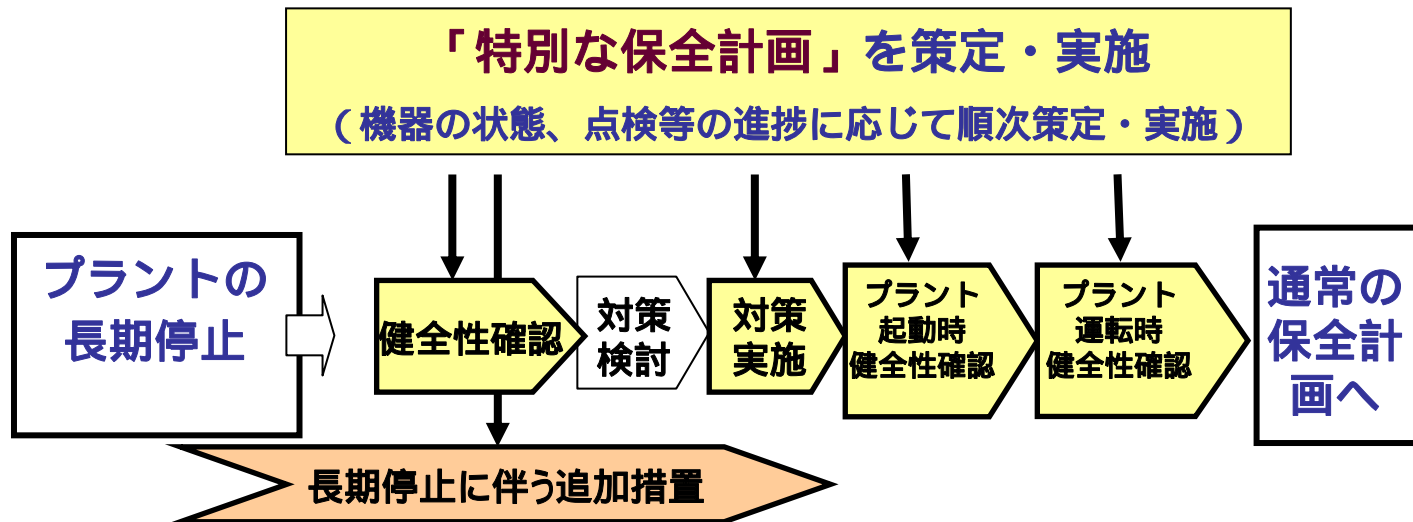 「特別な保全計画」を策定・実施
（機器の状態、点検等の進捗に応じて順次策定・実施）
プラントの
長期停止
健全性確認
対策
検討
対策
実施
プラント
起動時
健全性確認
プラント
運転時
健全性確認
通常の
保全計
画へ
長期停止に伴う追加措置